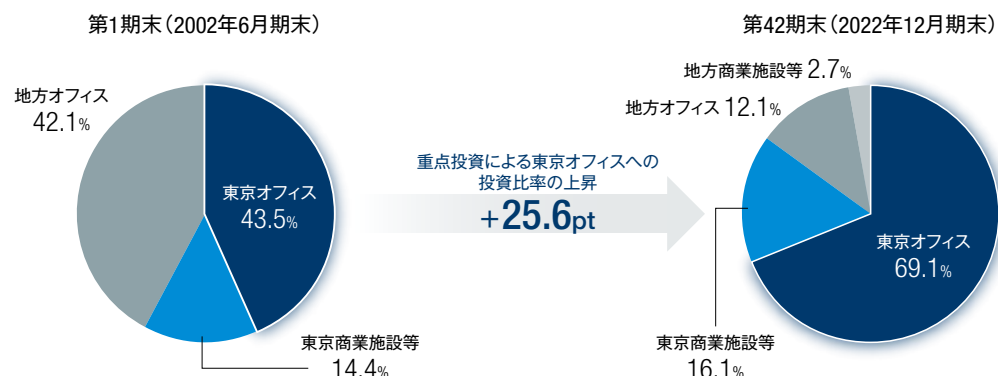 第1期末（2002年6月期末）
地方オフィス
42.1%
東京オフィス
43.5%
東京商業施設等
14.4%
重点投資による東京オフィスへの
投資比率の上昇
+25.6pt
第42期末（2022年12月期末）
地方商業施設等 2.7%
地方オフィス 12.1%
東京オフィス
69.1%
東京商業施設等
16.1%